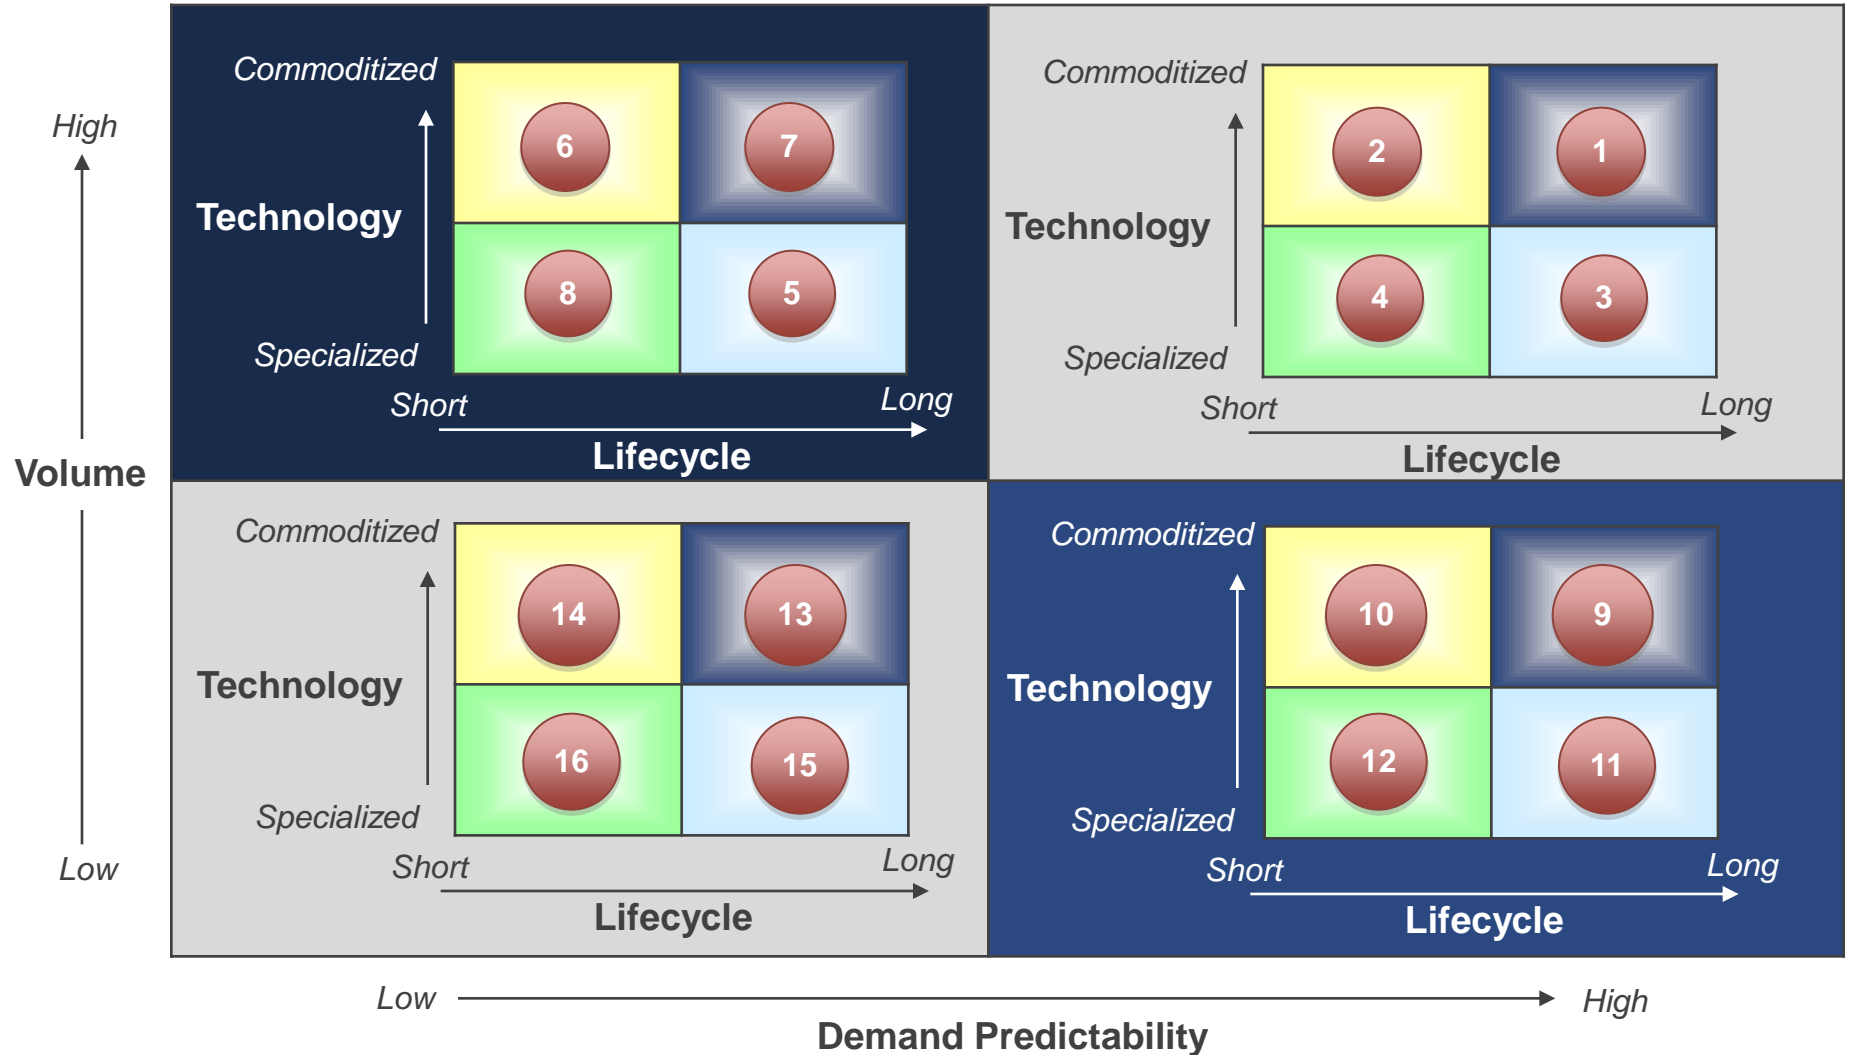 High
Volume
Low
Commoditized
Technology
Specialized
6
7
8
5
Short
Long
Lifecycle
Commoditized
Technology
Specialized
2
1
4
3
Short
Long
Lifecycle
Commoditized
Technology
Specialized
14
13
16
15
Short
Long
Lifecycle
Commoditized
Technology
Specialized
10
9
12
11
Short
Long
Lifecycle
Low
High
Demand Predictability